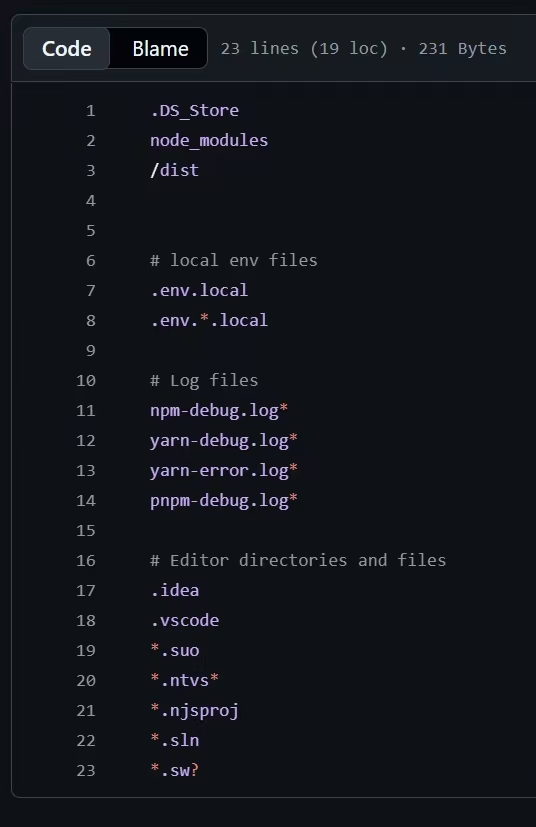 Code Blame 23 lines (19 loc) · 231 Bytes
1 .DS_Store
2 node_modules
3 /dist
4
5
6 # local env files
7 .env.local
8 .env.*.local
9
10 # Log files
11 npm-debug.log*
12 yarn-debug.log*
13 yarn-error.log*
14 pnpm-debug.log*
15
16 # Editor directories and files
17 .idea
18 .vscode
19 *.suo
20 *.ntvs*
21 *.njsproj
22 *.sln
23 *.sw?